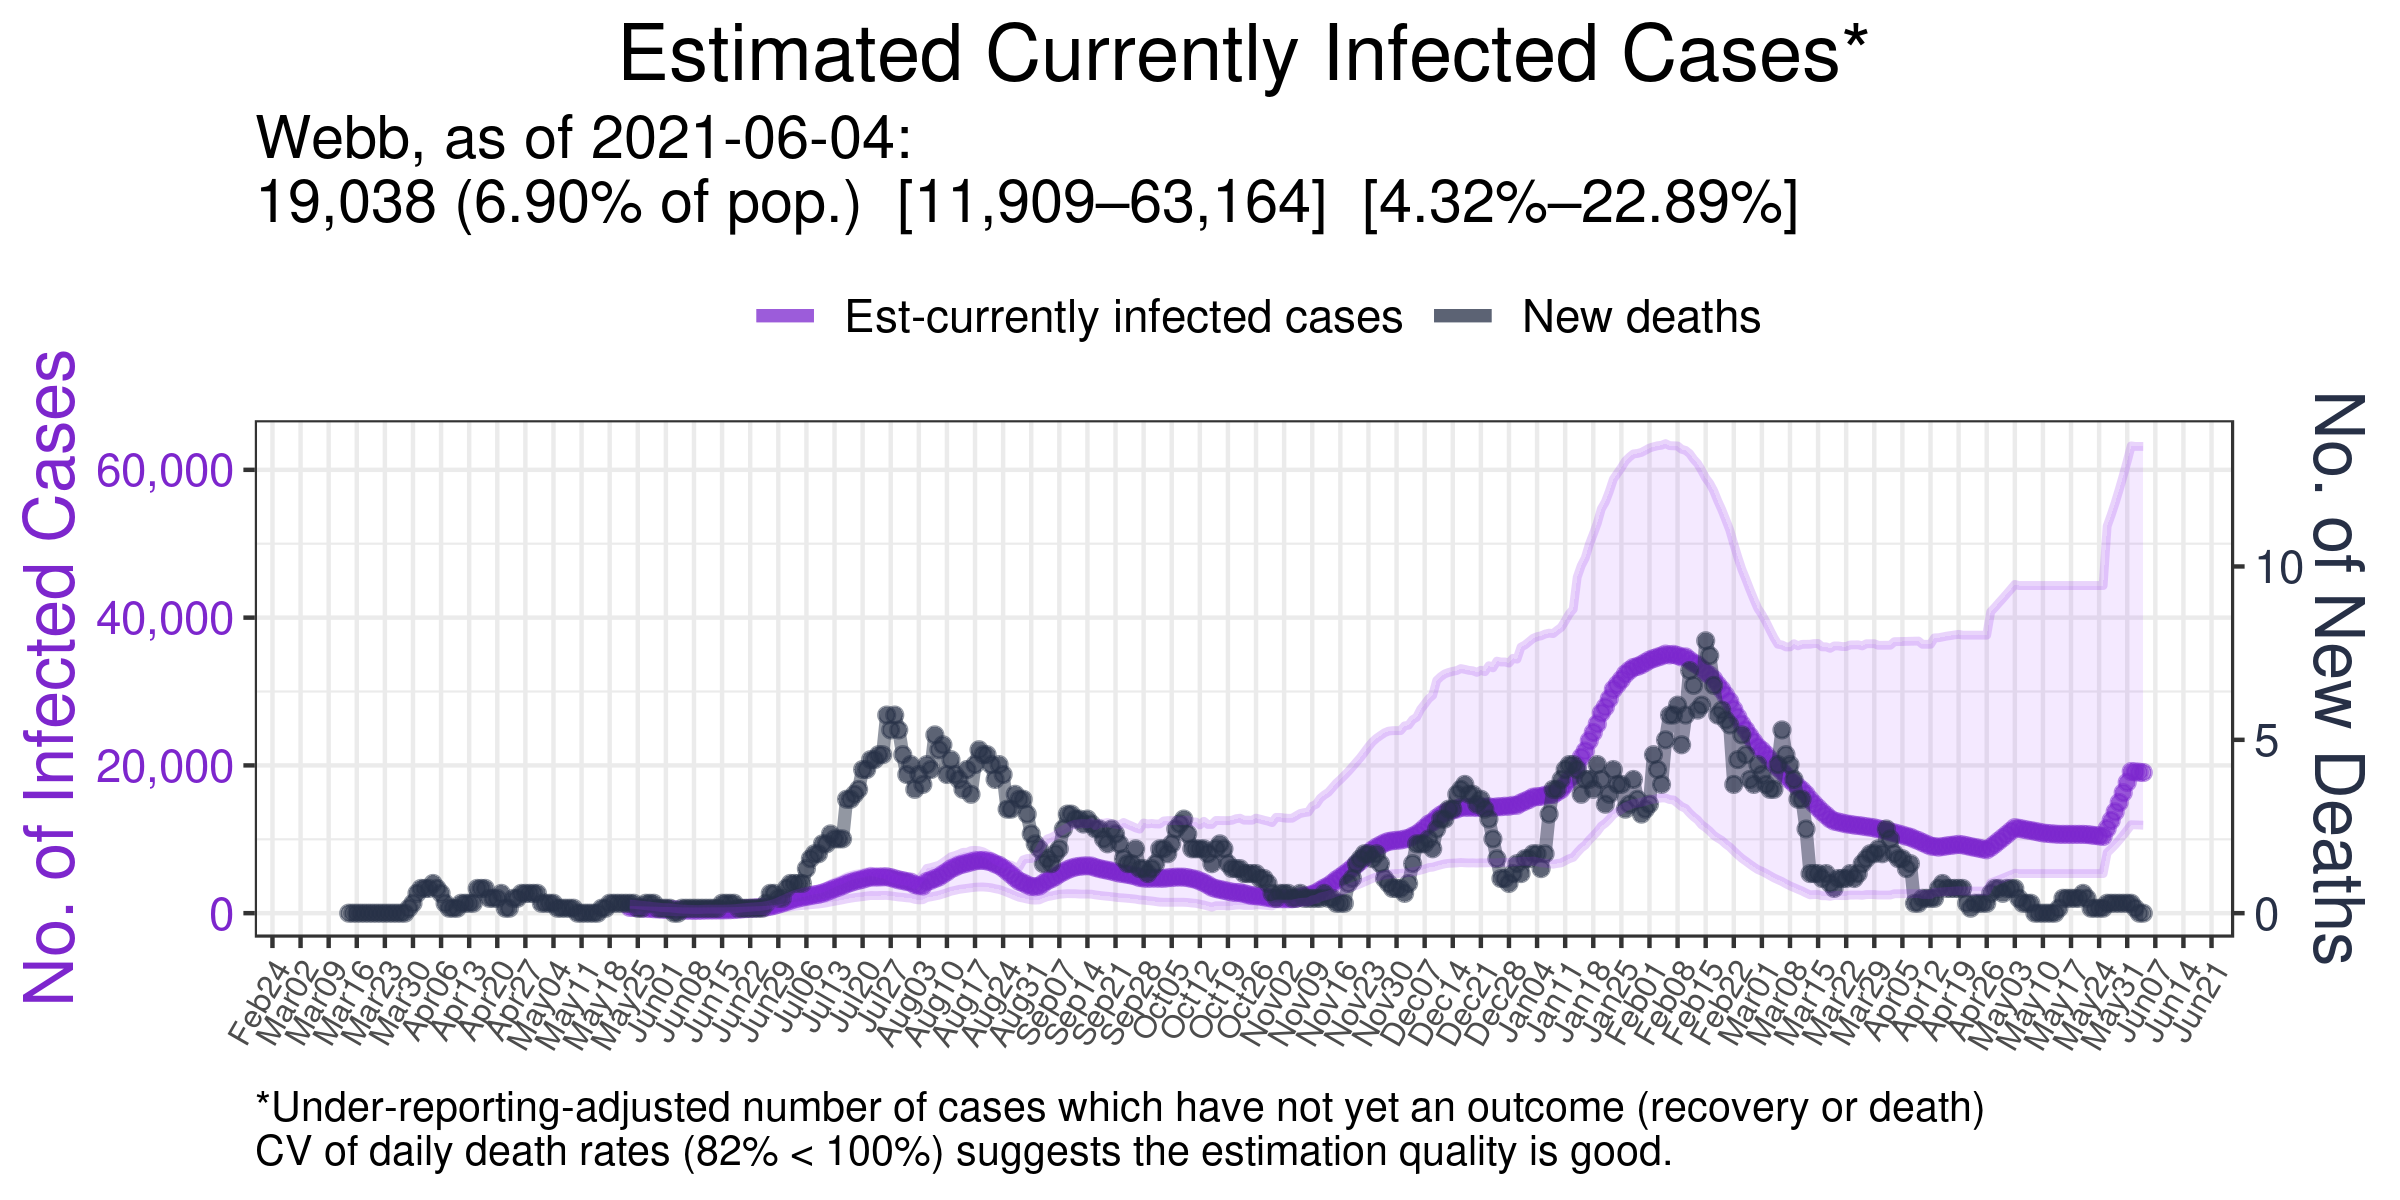 Estimated Currently Infected Cases*
Webb, as of 2021-06-04:
19,038 (6.90% of pop.) [11,909–63,164] [4.32%–22.89%]
Est-currently infected cases New deaths
No. of Infected Cases
60,000
40,000
20,000
0
10
5
0
No. of New Deaths
Feb24 Mar02 Mar09 Mar16 Mar23 Mar30 Apr06 Apr13 Apr20 Apr27 May04 May11 May18 May25 Jun01 Jun08 Jun15 Jun22 Jun29 Jul06 Jul13 Jul20 Jul27 Aug03 Aug10 Aug17 Aug24 Aug31 Sep07 Sep14 Sep21 Sep28 Oct05 Oct12 Oct19 Oct26 Nov02 Nov09 Nov16 Nov23 Nov30 Dec07 Dec14 Dec21 Dec28 Jan04 Jan11 Jan18 Jan25 Feb01 Feb08 Feb15 Feb22 Mar01 Mar08 Mar15 Mar22 Mar29 Apr05 Apr12 Apr19 Apr26 May03 May10 May17 May24 May31 Jun07 Jun14 Jun21
*Under-reporting-adjusted number of cases which have not yet an outcome (recovery or death)
CV of daily death rates (82% < 100%) suggests the estimation quality is good.